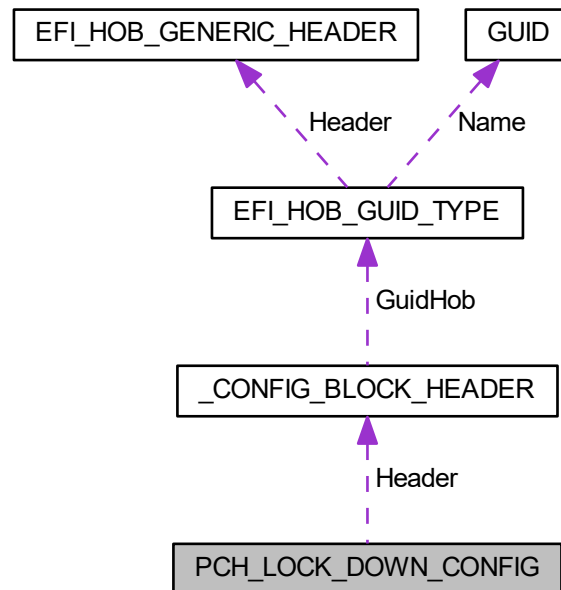 EFI_HOB_GENERIC_HEADER
GUID
Header
Name
EFI_HOB_GUID_TYPE
GuidHob
_CONFIG_BLOCK_HEADER
Header
PCH_LOCK_DOWN_CONFIG